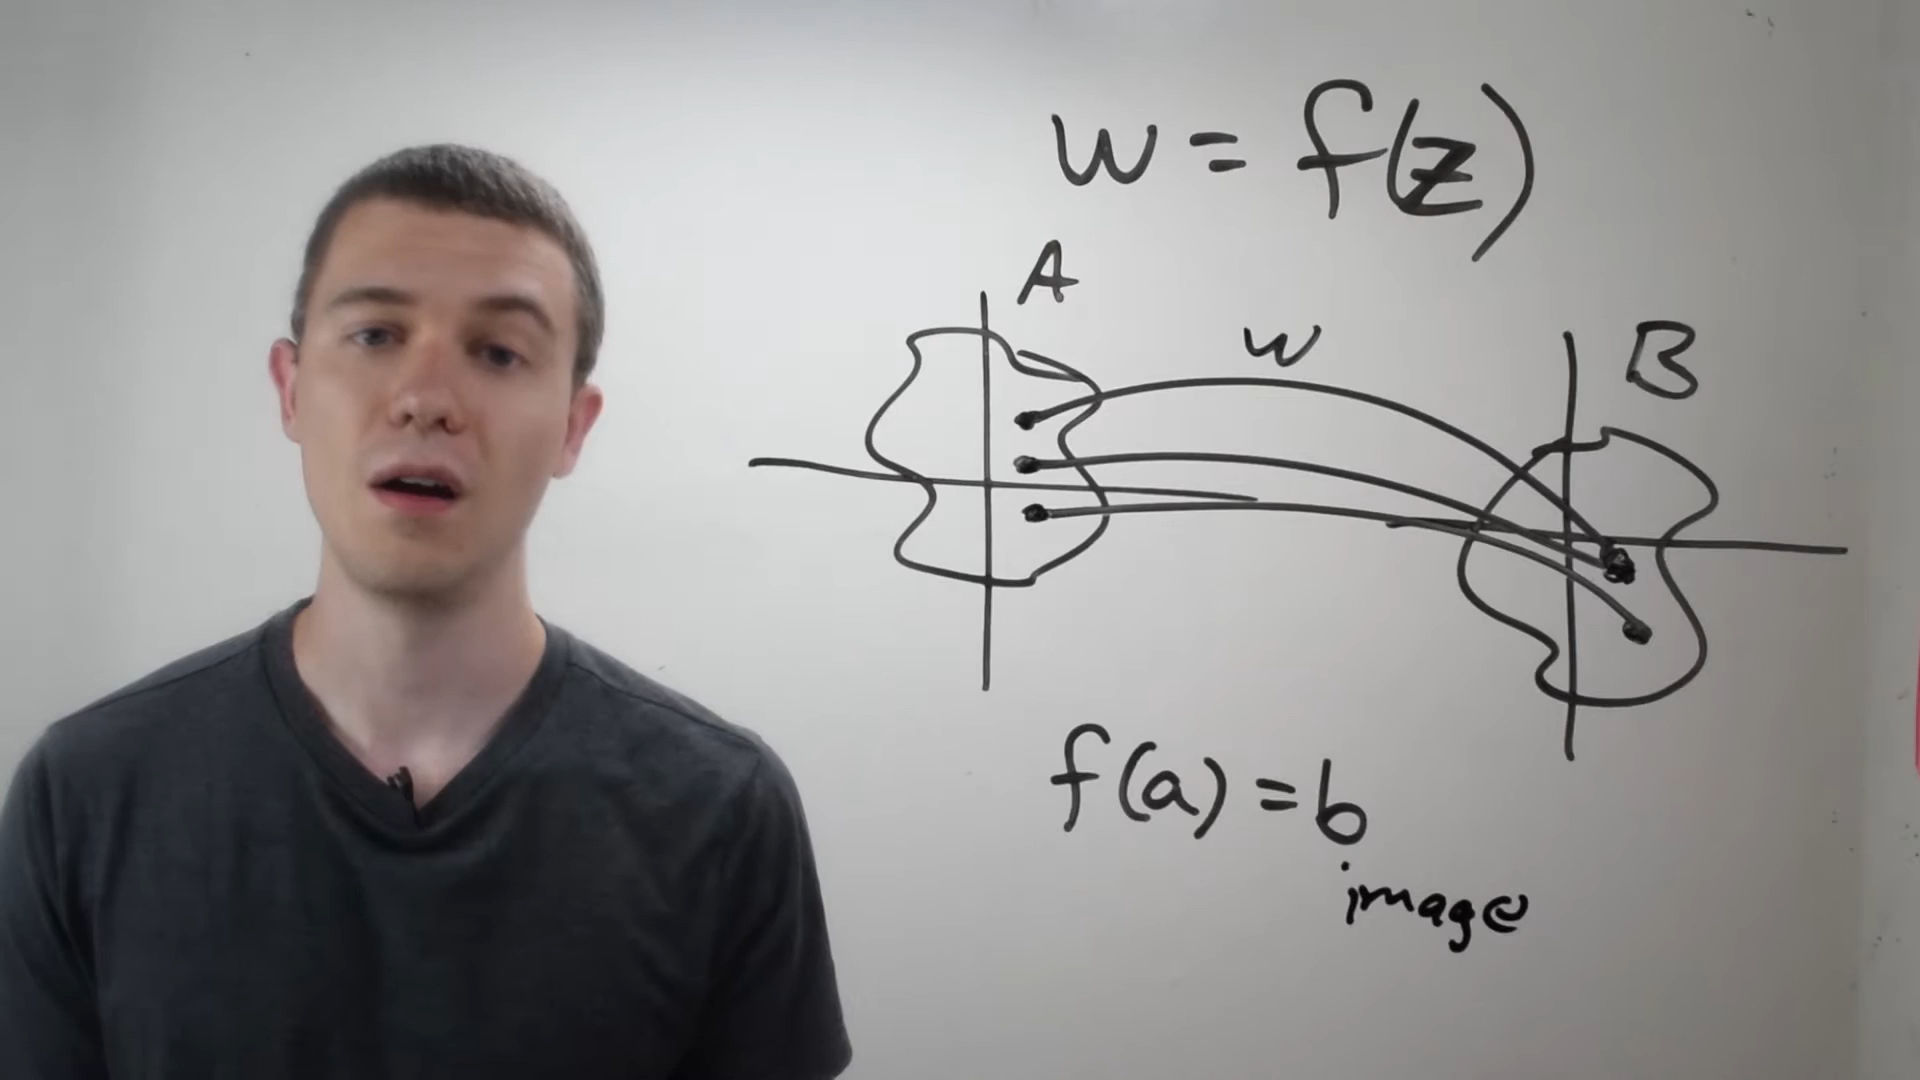 w = f(z)
A
w
B
f(a) = b
image